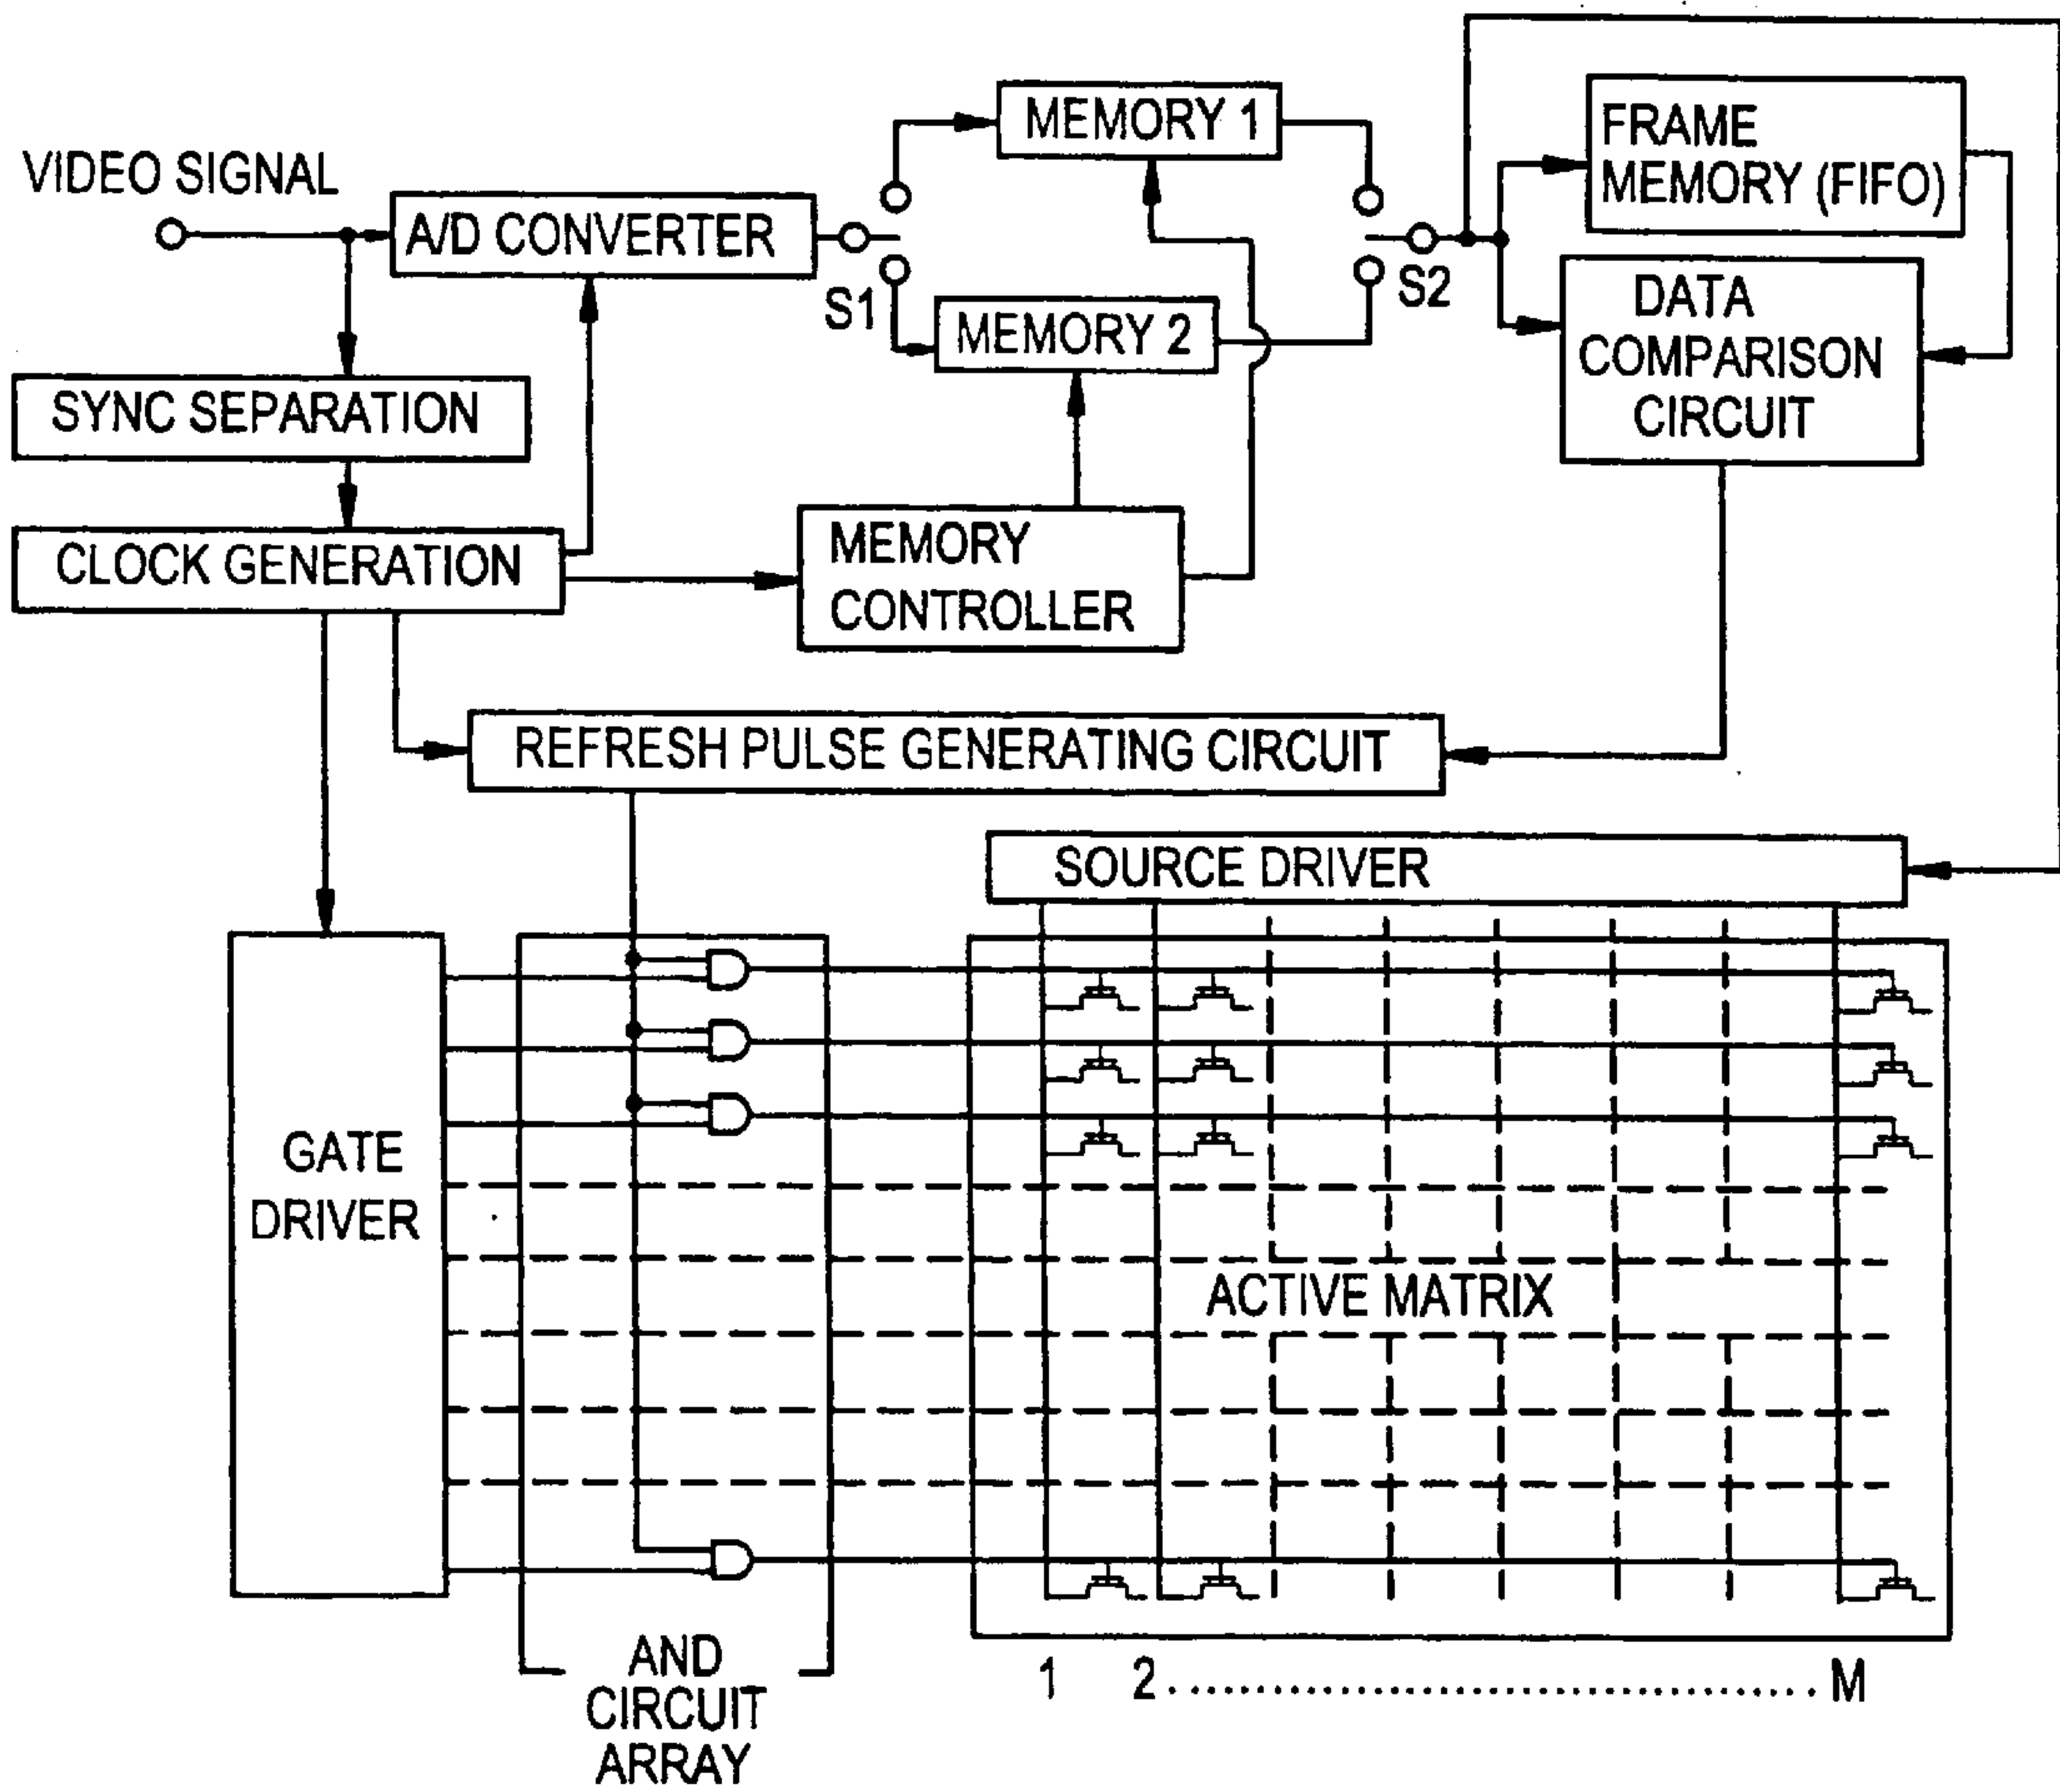 VIDEO SIGNAL
A/D CONVERTER
S1
MEMORY 1
MEMORY 2
S2
FRAME
MEMORY (FIFO)
DATA
COMPARISON
CIRCUIT
SYNC SEPARATION
CLOCK GENERATION
MEMORY
CONTROLLER
REFRESH PULSE GENERATING CIRCUIT
SOURCE DRIVER
GATE
DRIVER
ACTIVE MATRIX
AND
CIRCUIT
ARRAY
1 2 ........................................ M